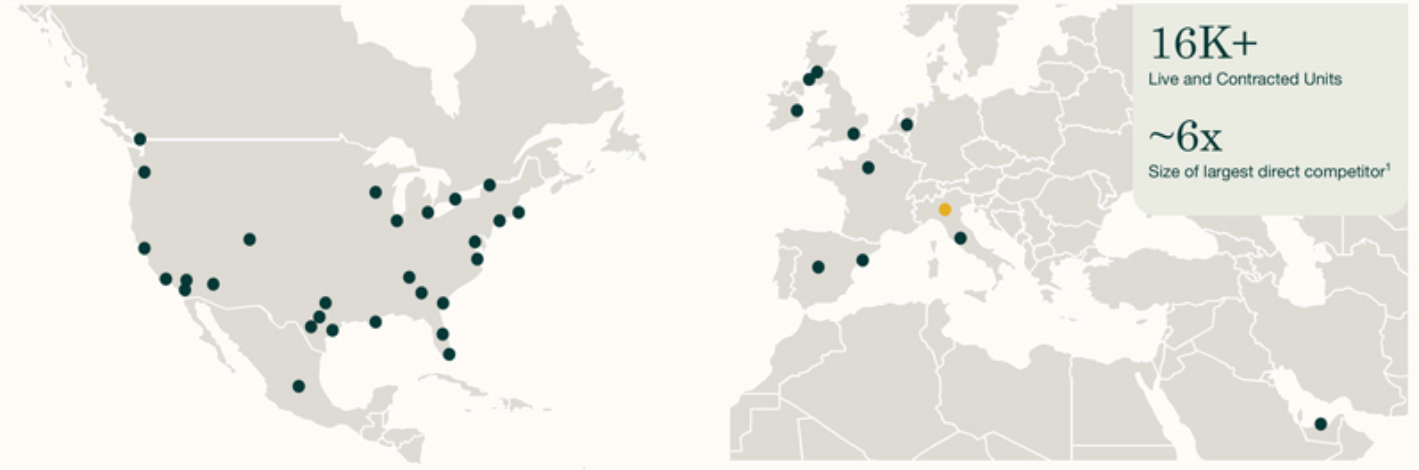 16K+
Live and Contracted Units
~6x
Size of largest direct competitor¹